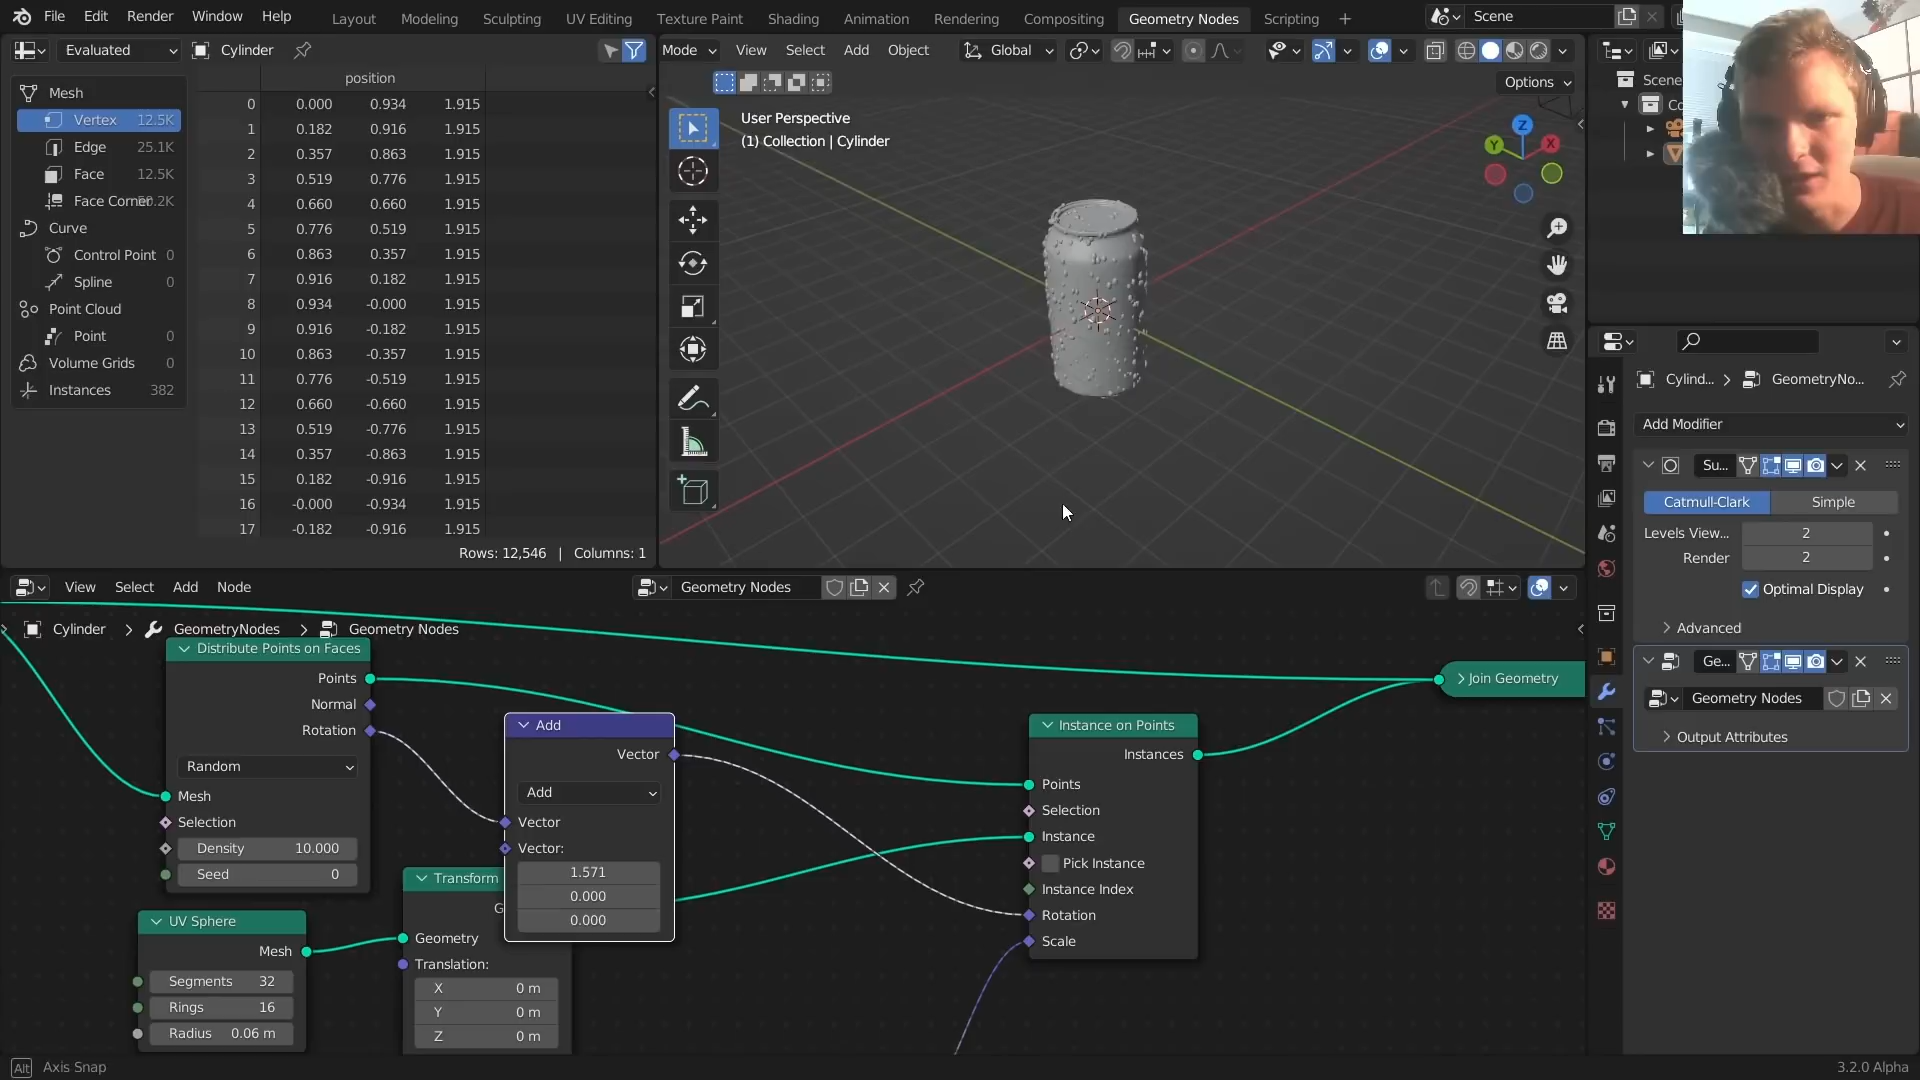 File Edit Render Window Help Layout Modeling Sculpting UV Editing Texture Paint Shading Animation Rendering Compositing Geometry Nodes Scripting + Scene
Evaluated Cylinder
Mode View Select Add Object Global
Options
Mesh
Vertex 12.5K
Edge 25.1K
Face 12.5K
Face Corner
Curve
Control Point 0
Spline 0
Point Cloud
Point 0
Volume Grids 0
Instances 382
position
0 0.000 0.934 1.915
1 0.182 0.916 1.915
2 0.357 0.863 1.915
3 0.519 0.776 1.915
4 0.660 0.660 1.915
5 0.776 0.519 1.915
6 0.863 0.357 1.915
7 0.916 0.182 1.915
8 0.934 -0.000 1.915
9 0.916 -0.182 1.915
10 0.863 -0.357 1.915
11 0.776 -0.519 1.915
12 0.660 -0.660 1.915
13 0.519 -0.776 1.915
14 0.357 -0.863 1.915
15 0.182 -0.916 1.915
16 -0.000 -0.934 1.915
17 -0.182 -0.916 1.915
Rows: 12,546 | Columns: 1
User Perspective
(1) Collection | Cylinder
Z
Y X
Scene
Co
Cylind... > GeometryNo...
Add Modifier
Su...
Catmull-Clark Simple
Levels View... 2
Render 2
Optimal Display
Advanced
Ge...
Geometry Nodes
Output Attributes
View Select Add Node Geometry Nodes
Cylinder > GeometryNodes > Geometry Nodes
Distribute Points on Faces
Points
Normal
Rotation
Random
Mesh
Selection
Density 10.000
Seed 0
UV Sphere
Mesh
Segments 32
Rings 16
Radius 0.06 m
Transform
G
Geometry
Translation:
X 0 m
Y 0 m
Z 0 m
Add
Vector
Add
Vector
Vector:
1.571
0.000
0.000
Instance on Points
Instances
Points
Selection
Instance
Pick Instance
Instance Index
Rotation
Scale
Join Geometry
Alt Axis Snap
3.2.0 Alpha